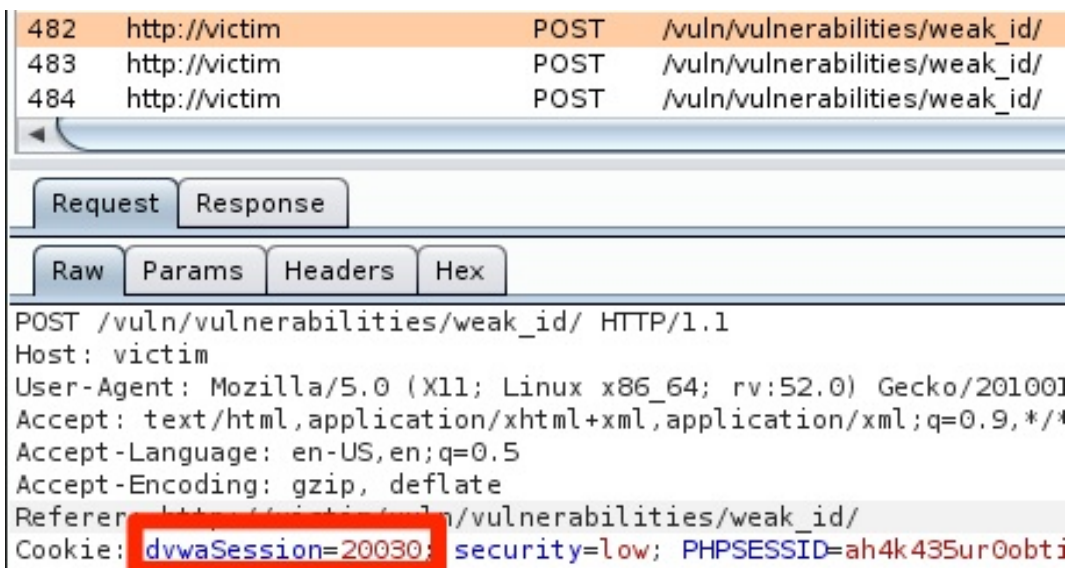 482 http://victim POST /vuln/vulnerabilities/weak_id/
483 http://victim POST /vuln/vulnerabilities/weak_id/
484 http://victim POST /vuln/vulnerabilities/weak_id/
Request Response
Raw Params Headers Hex
POST /vuln/vulnerabilities/weak_id/ HTTP/1.1
Host: victim
User-Agent: Mozilla/5.0 (X11; Linux x86_64; rv:52.0) Gecko/201001
Accept: text/html,application/xhtml+xml,application/xml;q=0.9,*/*
Accept-Language: en-US,en;q=0.5
Accept-Encoding: gzip, deflate
Referer: http://victim/vuln/vulnerabilities/weak_id/
Cookie: dvwaSession=20030; security=low; PHPSESSID=ah4k435ur0obti